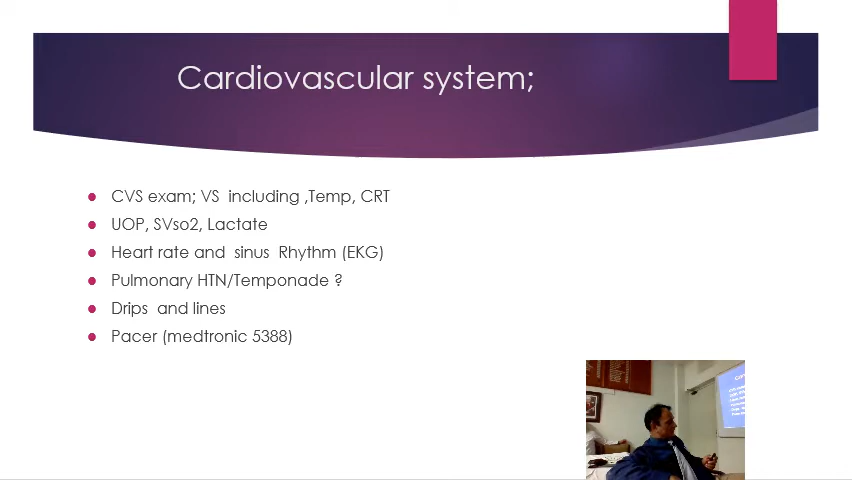 Cardiovascular system;
CVS exam; VS including ,Temp, CRT
UOP, SVso2, Lactate
Heart rate and sinus Rhythm (EKG)
Pulmonary HTN/Temponade ?
Drips and lines
Pacer (medtronic 5388)